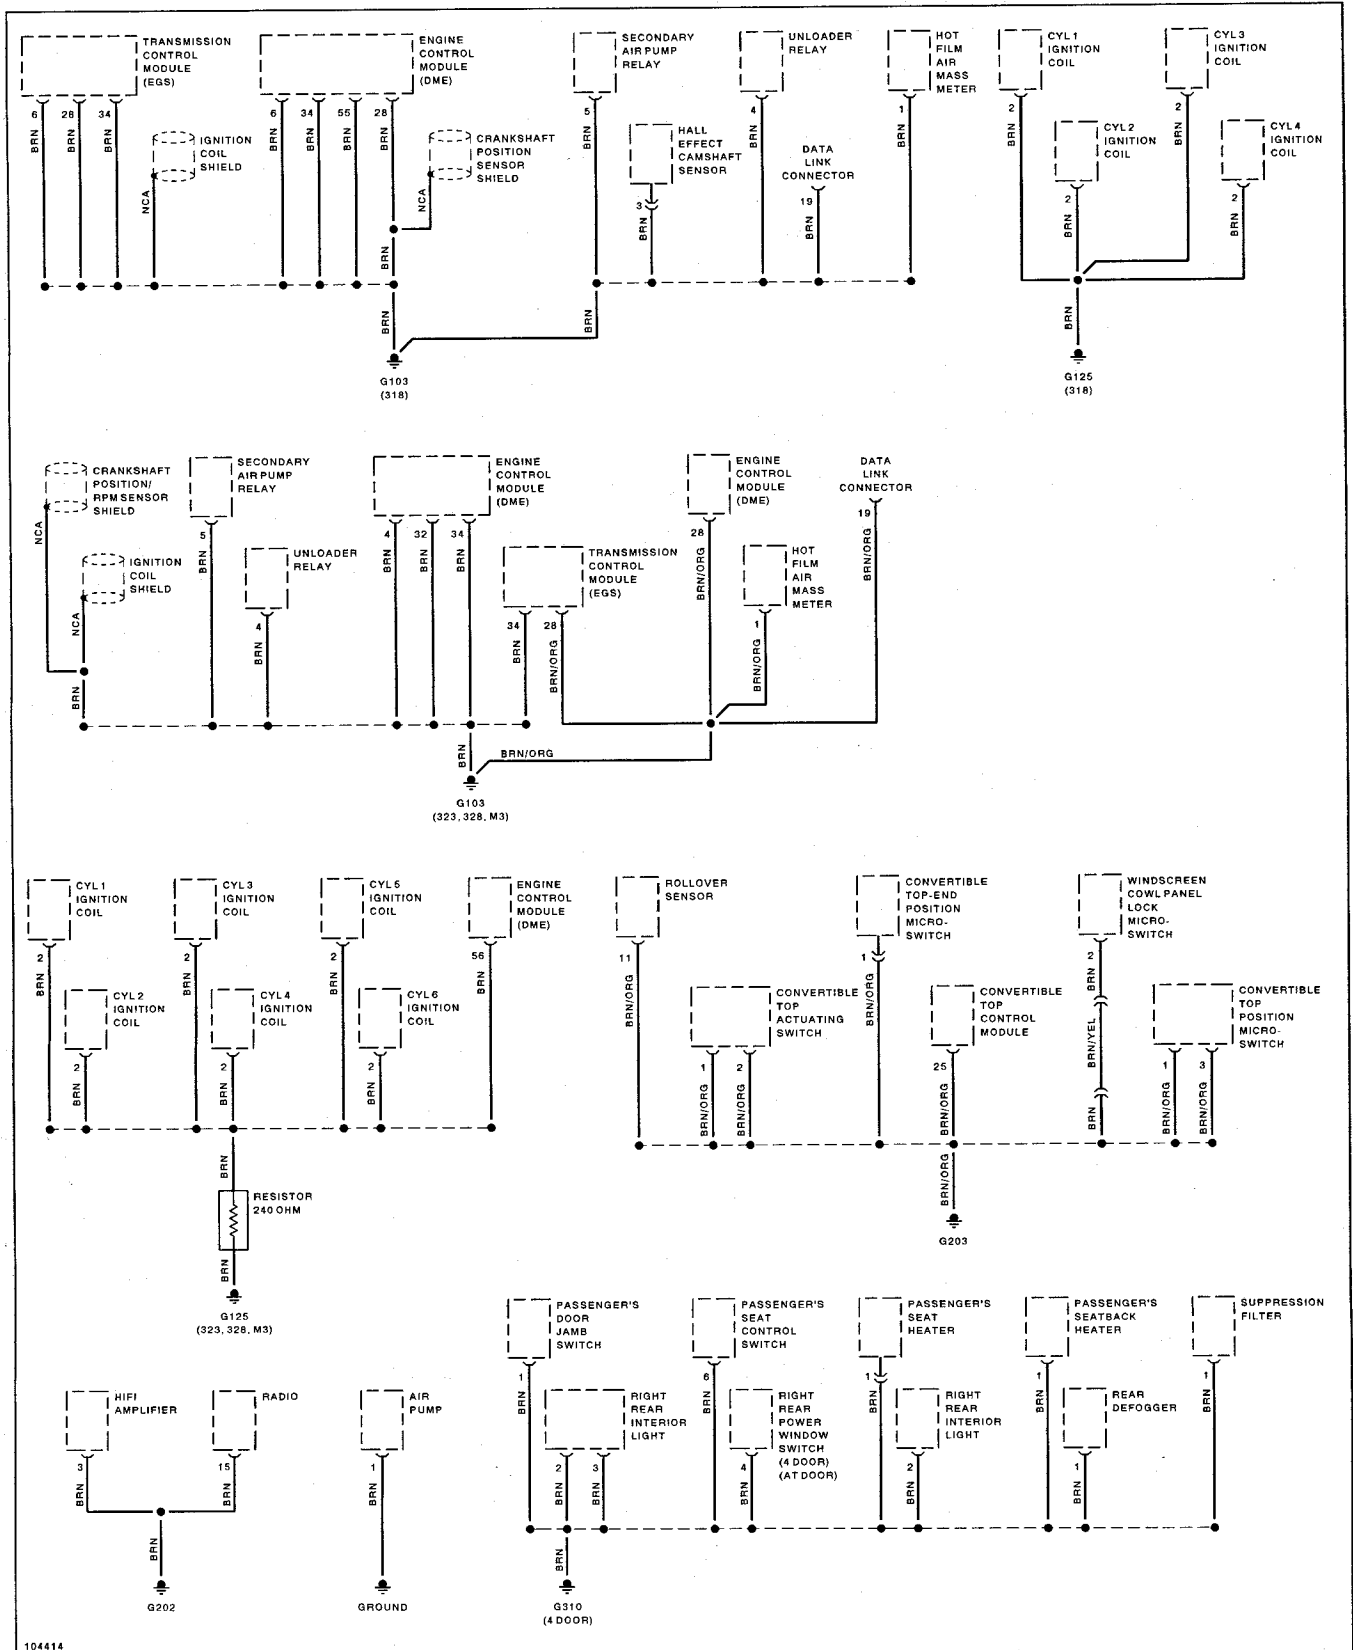 TRANSMISSION
CONTROL
MODULE
(EGS)
6
28
34
BRN
BRN
BRN
IGNITION
COIL
SHIELD
NCA
ENGINE
CONTROL
MODULE
(DME)
6
34
55
28
BRN
BRN
BRN
BRN
CRANKSHAFT
POSITION
SENSOR
SHIELD
NCA
BRN
BRN
G103
(318)
SECONDARY
AIR PUMP
RELAY
5
BRN
BRN
HALL
EFFECT
CAMSHAFT
SENSOR
3
BRN
UNLOADER
RELAY
4
BRN
DATA
LINK
CONNECTOR
19
BRN
HOT
FILM
AIR
MASS
METER
1
BRN
CYL 1
IGNITION
COIL
2
BRN
CYL 2
IGNITION
COIL
2
BRN
CYL 3
IGNITION
COIL
2
BRN
CYL 4
IGNITION
COIL
2
BRN
BRN
G125
(318)
CRANKSHAFT
POSITION/
RPM SENSOR
SHIELD
NCA
IGNITION
COIL
SHIELD
NCA
BRN
SECONDARY
AIR PUMP
RELAY
5
BRN
UNLOADER
RELAY
4
BRN
ENGINE
CONTROL
MODULE
(DME)
4
32
34
BRN
BRN
BRN
TRANSMISSION
CONTROL
MODULE
(EGS)
34
28
BRN
BRN/ORG
ENGINE
CONTROL
MODULE
(DME)
28
BRN/ORG
HOT
FILM
AIR
MASS
METER
1
BRN/ORG
DATA
LINK
CONNECTOR
19
BRN/ORG
BRN
BRN/ORG
G103
(323, 328, M3)
CYL 1
IGNITION
COIL
2
BRN
CYL 2
IGNITION
COIL
2
BRN
CYL 3
IGNITION
COIL
2
BRN
CYL 4
IGNITION
COIL
2
BRN
CYL 5
IGNITION
COIL
2
BRN
CYL 6
IGNITION
COIL
2
BRN
ENGINE
CONTROL
MODULE
(DME)
56
BRN
BRN
RESISTOR
240 OHM
BRN
G125
(323, 328, M3)
ROLLOVER
SENSOR
11
BRN/ORG
CONVERTIBLE
TOP
ACTUATING
SWITCH
1
2
BRN/ORG
BRN/ORG
CONVERTIBLE
TOP-END
POSITION
MICRO-
SWITCH
1
BRN/ORG
CONVERTIBLE
TOP
CONTROL
MODULE
25
BRN/ORG
BRN/ORG
G203
WINDSCREEN
COWL PANEL
LOCK
MICRO-
SWITCH
2
BRN
BRN/YEL
BRN
CONVERTIBLE
TOP
POSITION
MICRO-
SWITCH
1
3
BRN/ORG
BRN/ORG
HIFI
AMPLIFIER
3
BRN
RADIO
15
BRN
BRN
G202
AIR
PUMP
1
BRN
GROUND
PASSENGER'S
DOOR
JAMB
SWITCH
1
BRN
RIGHT
REAR
INTERIOR
LIGHT
2
3
BRN
BRN
BRN
G310
(4 DOOR)
PASSENGER'S
SEAT
CONTROL
SWITCH
6
BRN
RIGHT
REAR
POWER
WINDOW
SWITCH
(4 DOOR)
(AT DOOR)
4
BRN
PASSENGER'S
SEAT
HEATER
1
BRN
RIGHT
REAR
INTERIOR
LIGHT
2
BRN
PASSENGER'S
SEATBACK
HEATER
1
BRN
REAR
DEFOGGER
1
BRN
SUPPRESSION
FILTER
1
BRN
104414